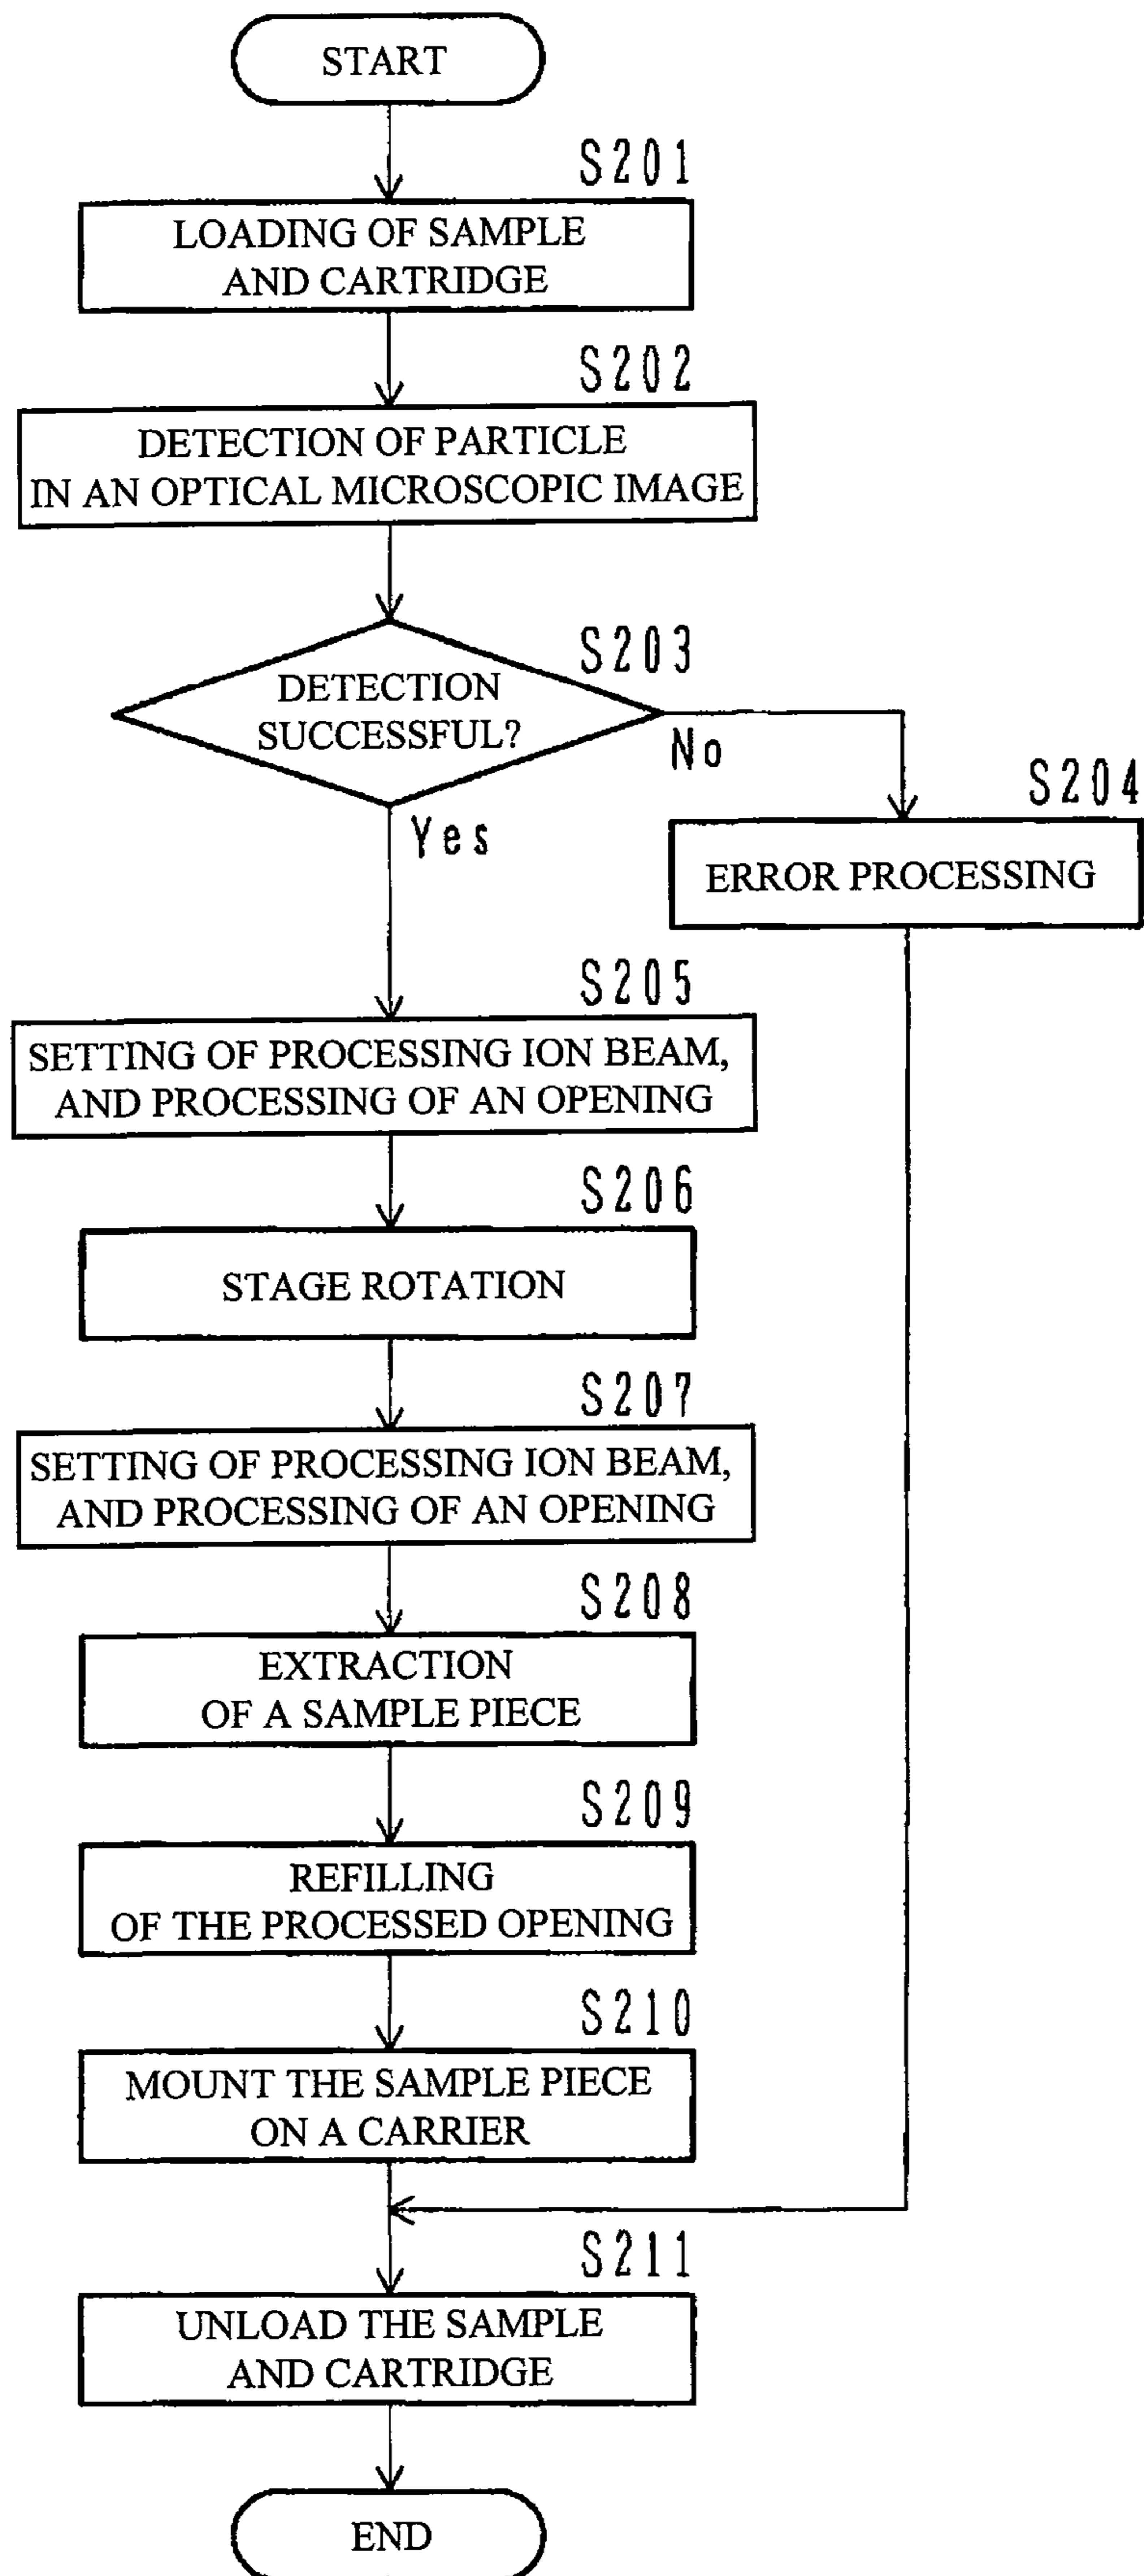 START
S201
LOADING OF SAMPLE
AND CARTRIDGE
S202
DETECTION OF PARTICLE
IN AN OPTICAL MICROSCOPIC IMAGE
S203
DETECTION
SUCCESSFUL?
No
Yes
S204
ERROR PROCESSING
S205
SETTING OF PROCESSING ION BEAM,
AND PROCESSING OF AN OPENING
S206
STAGE ROTATION
S207
SETTING OF PROCESSING ION BEAM,
AND PROCESSING OF AN OPENING
S208
EXTRACTION
OF A SAMPLE PIECE
S209
REFILLING
OF THE PROCESSED OPENING
S210
MOUNT THE SAMPLE PIECE
ON A CARRIER
S211
UNLOAD THE SAMPLE
AND CARTRIDGE
END